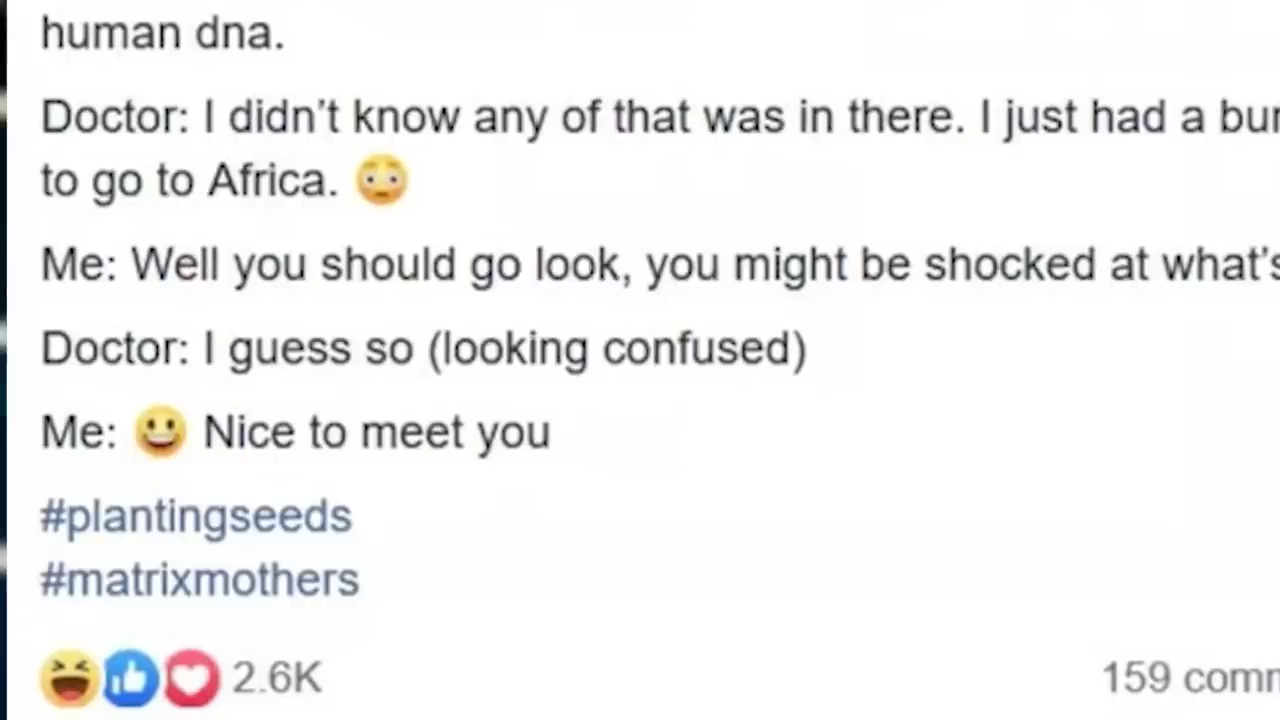 human dna.
Doctor: I didn't know any of that was in there. I just had a
to go to Africa. 😳
Me: Well you should go look, you might be shocked at what's
Doctor: I guess so (looking confused)
Me: 😀 Nice to meet you
#plantingseeds
#matrixmothers
2.6K
159